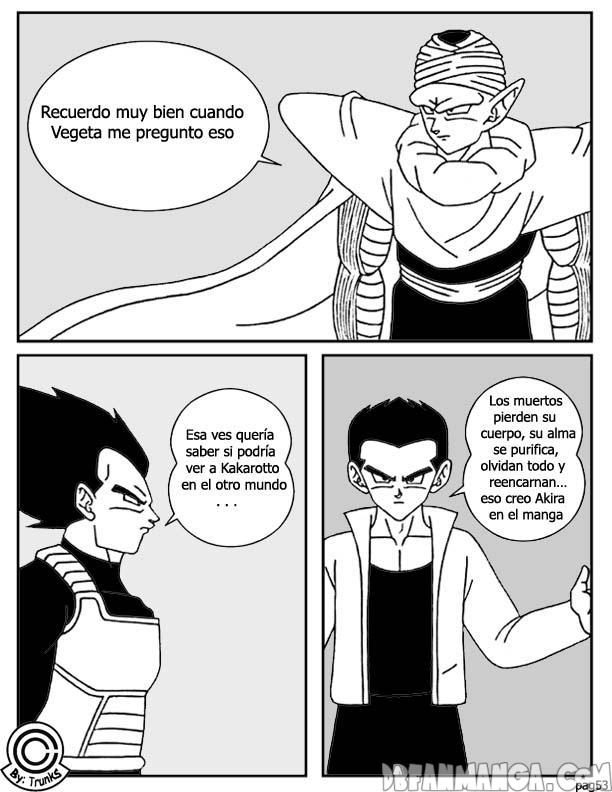 Recuerdo muy bien cuando
Vegeta me pregunto eso
Esa ves quería
saber si podría
ver a Kakarotto
en el otro mundo
. . .
Los muertos
pierden su
cuerpo, su alma
se purifica,
olvidan todo y
reencarnan...
eso creo Akira
en el manga
By: Trunks
DBFANMANGA.COM
pag53